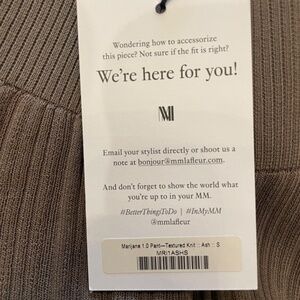 Wondering how to accessorize
this piece? Not sure if the fit is right?
We're here for you!
MM
Email your stylist directly or shoot us a
note at bonjour@mmlafleur.com.
And don't forget to show the world what
you're up to in your MM.
#BetterThingsToDo | #InMyMM
@mmlafleur
Marijane 1.0 Pant—Textured Knit :: Ash :: S
MRI1ASHS